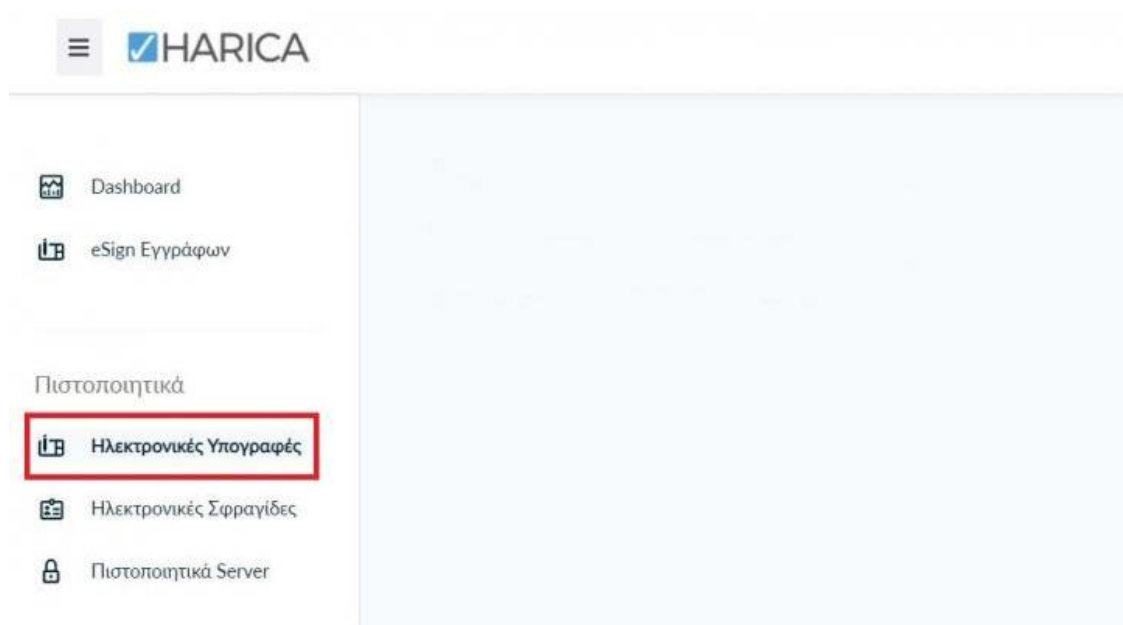 HARICA
Dashboard
eSign Εγγράφων
Πιστοποιητικά
Ηλεκτρονικές Υπογραφές
Ηλεκτρονικές Σφραγίδες
Πιστοποιητικά Server